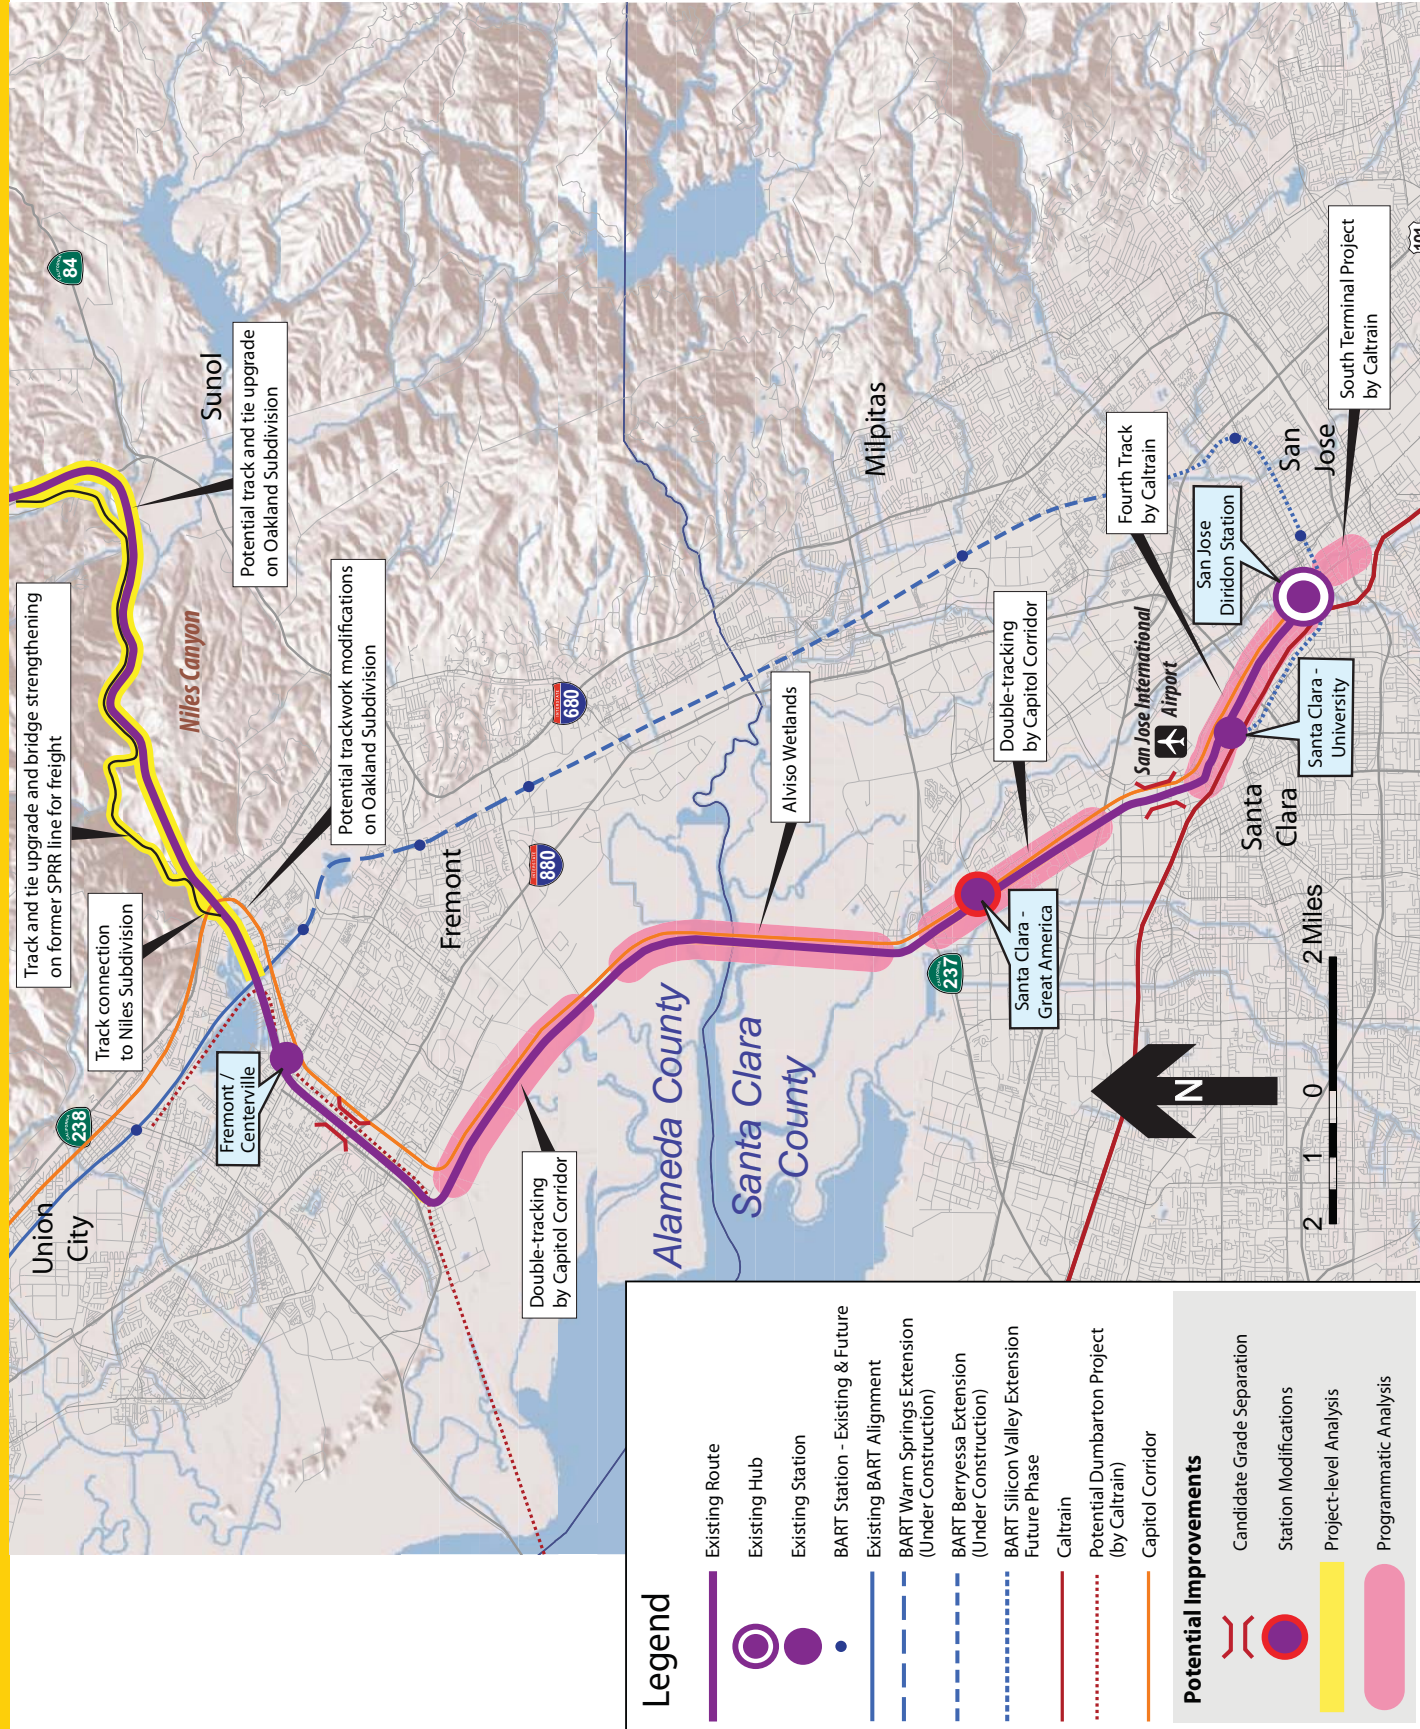 Track and tie upgrade and bridge strengthening
on former SPRR line for freight
Track connection
to Niles Subdivision
CALIFORNIA
238
Union
City
Fremont /
Centerville
CALIFORNIA
84
Sunol
Potential track and tie upgrade
on Oakland Subdivision
Niles Canyon
Potential trackwork modifications
on Oakland Subdivision
Fremont
INTERSTATE
680
INTERSTATE
880
Double-tracking
by Capitol Corridor
Alviso Wetlands
Alameda County
Santa Clara
County
Milpitas
CALIFORNIA
237
Santa Clara -
Great America
Double-tracking
by Capitol Corridor
San Jose International
Airport
Fourth Track
by Caltrain
San Jose
Diridon Station
San
Jose
South Terminal Project
by Caltrain
101
Santa Clara -
University
Santa
Clara
N
2 1 0 2 Miles
Legend
Existing Route
Existing Hub
Existing Station
BART Station - Existing & Future
Existing BART Alignment
BART Warm Springs Extension
(Under Construction)
BART Berryessa Extension
(Under Construction)
BART Silicon Valley Extension
Future Phase
Caltrain
Potential Dumbarton Project
(by Caltrain)
Capitol Corridor
Potential Improvements
Candidate Grade Separation
Station Modifications
Project-level Analysis
Programmatic Analysis